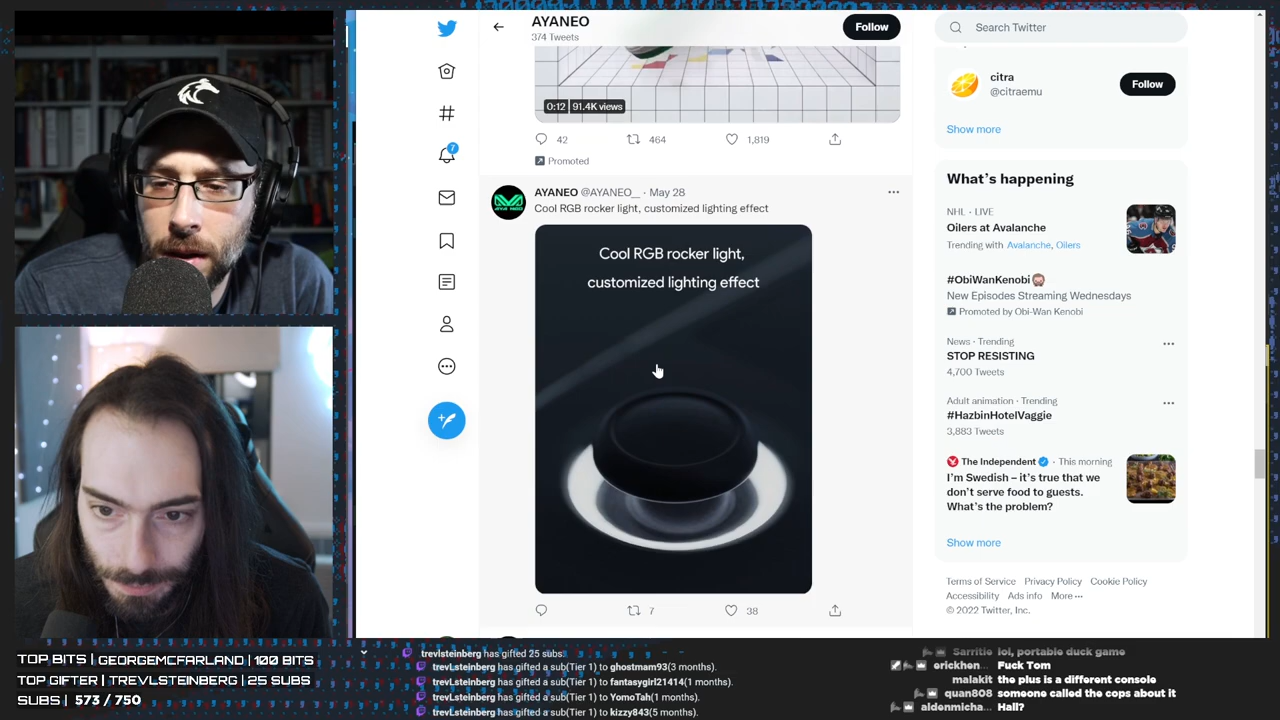 AYANEO
374 Tweets
Follow
Search Twitter
citra
@citraemu
Follow
Show more
0:12 | 91.4K views
42
464
1,819
Promoted
7
AYANEO @AYANEO__ · May 28
Cool RGB rocker light, customized lighting effect
Cool RGB rocker light,
customized lighting effect
7
38
What's happening
NHL · LIVE
Oilers at Avalanche
Trending with Avalanche, Oilers
#ObiWanKenobi
New Episodes Streaming Wednesdays
Promoted by Obi-Wan Kenobi
News · Trending
STOP RESISTING
4,700 Tweets
Adult animation · Trending
#HazbinHotelVaggie
3,883 Tweets
The Independent · This morning
I'm Swedish – it's true that we
don't serve food to guests.
What's the problem?
Show more
Terms of Service Privacy Policy Cookie Policy
Accessibility Ads info More ···
© 2022 Twitter, Inc.
TOP BITS | GEORGEMCFARLAND | 100 BITS
TOP GIFTER | TREVLSTEINBERG | 25 SUBS
SUBS | 573 / 750
trevlsteinberg has gifted 25 subs.
trevLsteinberg has gifted a sub(Tier 1) to ghostmam93(3 months).
trevLsteinberg has gifted a sub(Tier 1) to fantasygirl21414(1 months).
trevLsteinberg has gifted a sub(Tier 1) to YomoTah(1 months).
trevLsteinberg has gifted a sub(Tier 1) to kizzy843(5 months).
Sarritle lol, portable duck game
erickhen... Fuck Tom
malakit the plus is a different console
quan808 someone called the cops about it
aidenmicha... Hall?